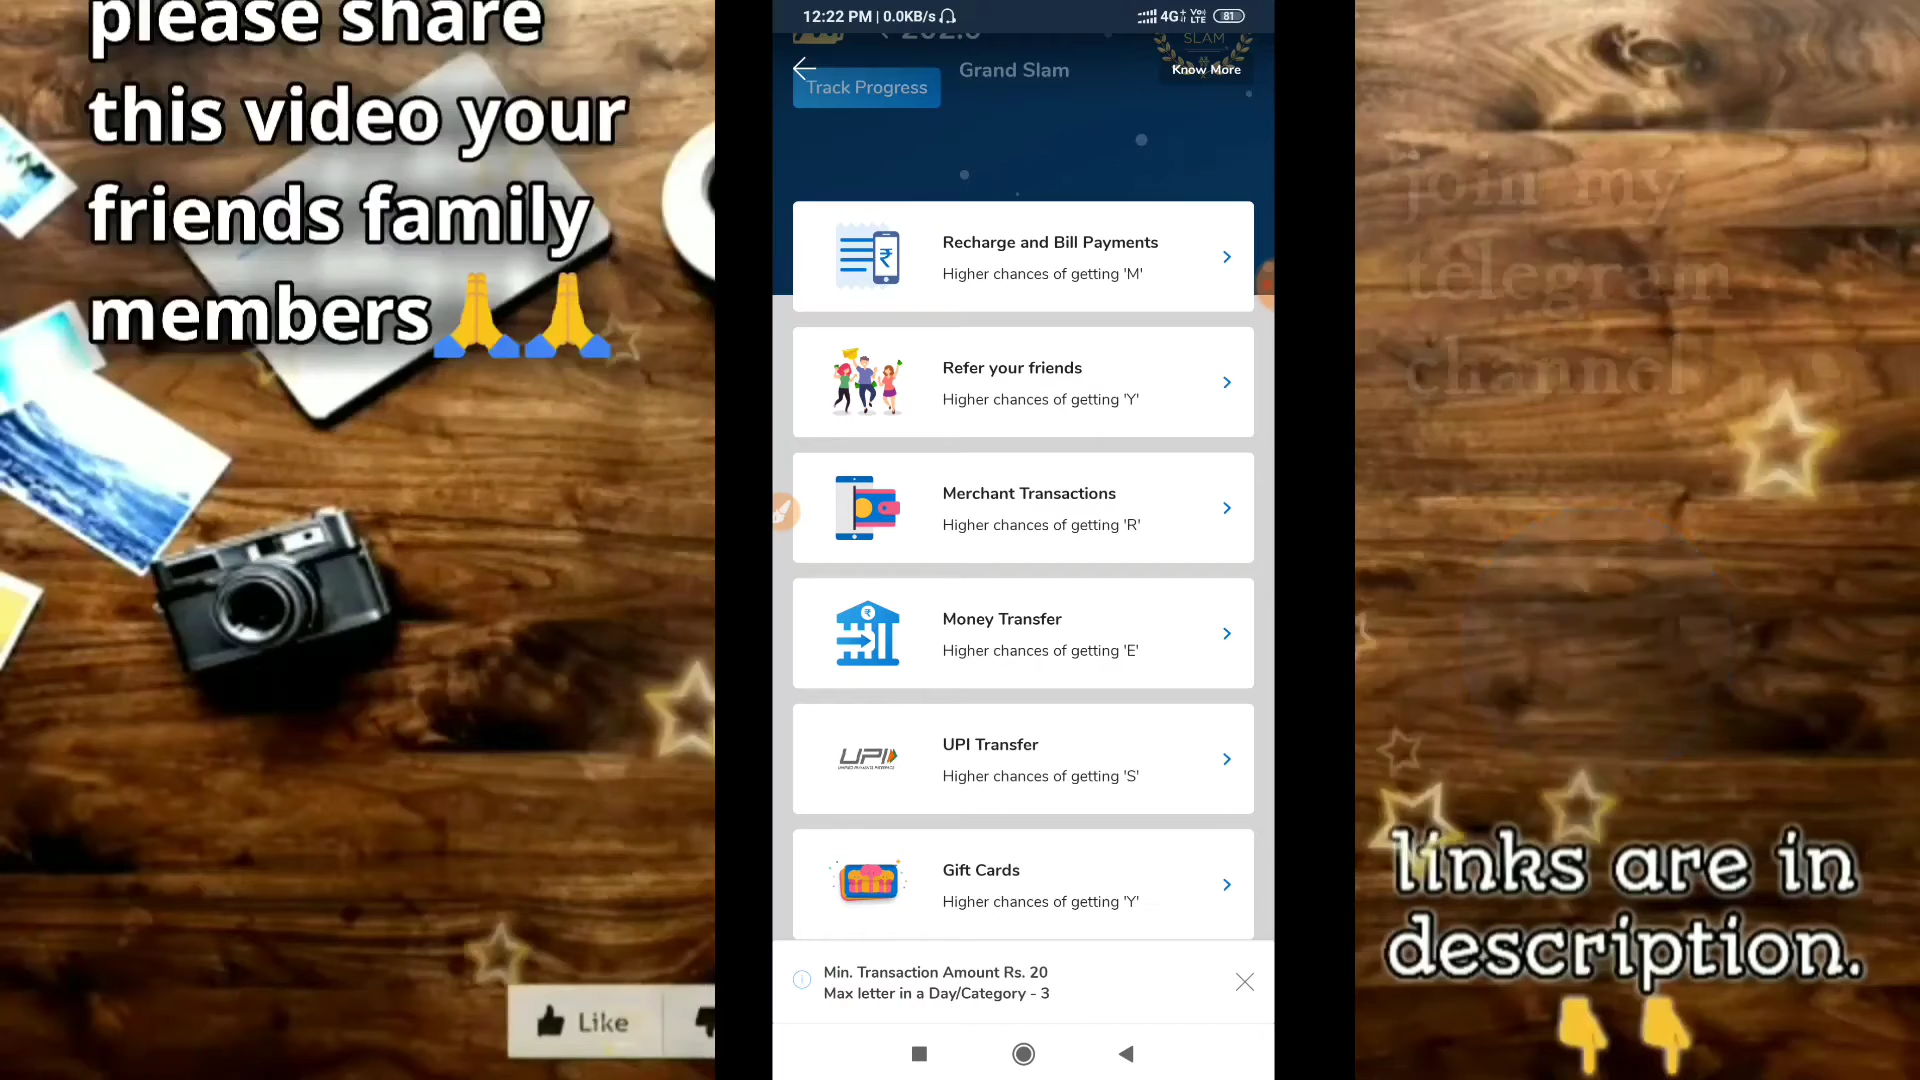 please share
this video your
friends family
members🙏🙏
Like
12:22 PM | 0.0KB/s
4G+ Vo LTE 81
SLAM
Know More
Grand Slam
Track Progress
Recharge and Bill Payments
Higher chances of getting 'M'
Refer your friends
Higher chances of getting 'Y'
Merchant Transactions
Higher chances of getting 'R'
Money Transfer
Higher chances of getting 'E'
UPI
UPI Transfer
Higher chances of getting 'S'
Gift Cards
Higher chances of getting 'Y'
Min. Transaction Amount Rs. 20
Max letter in a Day/Category - 3
join my
telegram
channel
links are in
description.
👇👇